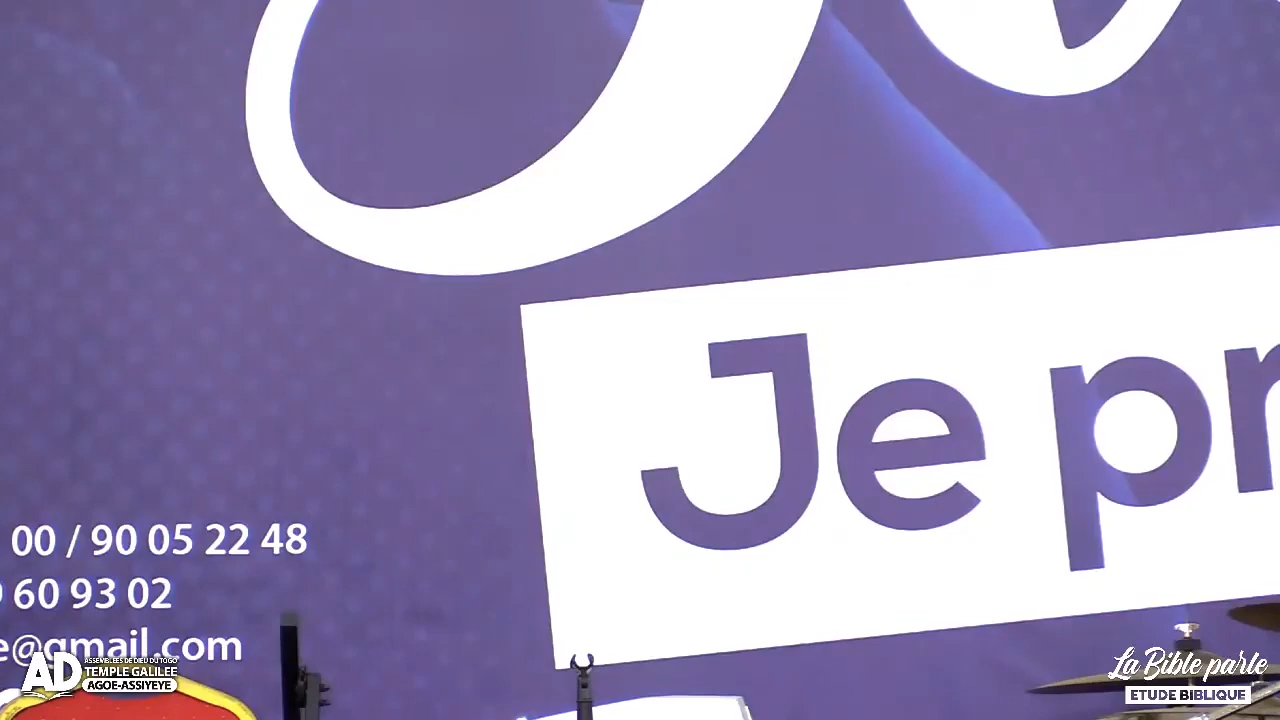 Je pr
00 / 90 05 22 48
60 93 02
e@gmail.com
AD
ASSEMBLEES DE DIEU DU TOGO
TEMPLE GALILEE
AGOE-ASSIYEYE
La Bible parle
ETUDE BIBLIQUE